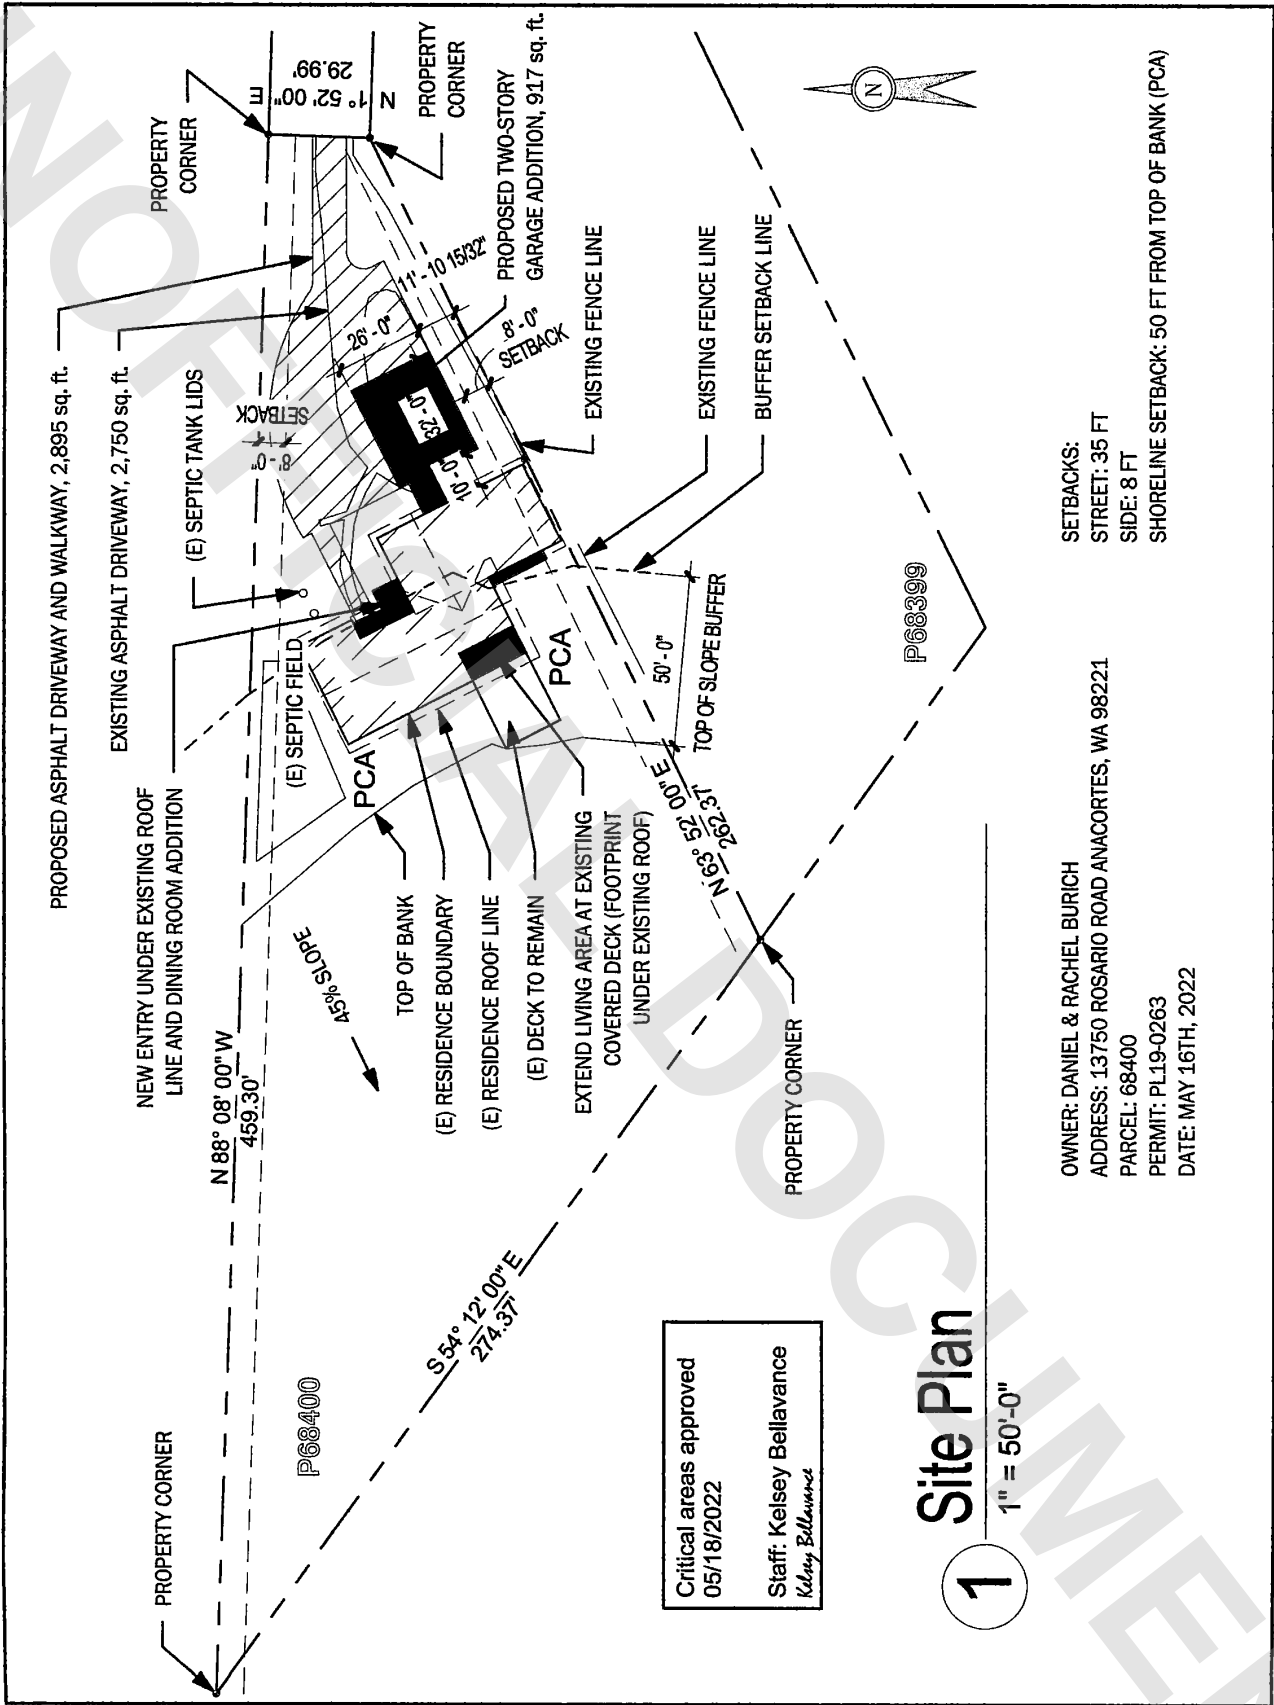 PROPOSED ASPHALT DRIVEWAY AND WALKWAY, 2,895 sq. ft.
EXISTING ASPHALT DRIVEWAY, 2,750 sq. ft.
NEW ENTRY UNDER EXISTING ROOF
LINE AND DINING ROOM ADDITION
(E) SEPTIC TANK LIDS
PROPERTY
CORNER
N 1° 52' 00" E
29.99'
PROPERTY
CORNER
PROPERTY CORNER
N 88° 08' 00" W
459.30'
8'-0"
SETBACK
(E) SEPTIC FIELD
26'-0"
11'-10 15/32"
PROPOSED TWO-STORY
GARAGE ADDITION, 917 sq. ft.
32'-0"
10'-0"
8'-0"
SETBACK
PCA
PCA
45% SLOPE
TOP OF BANK
(E) RESIDENCE BOUNDARY
(E) RESIDENCE ROOF LINE
(E) DECK TO REMAIN
EXTEND LIVING AREA AT EXISTING
COVERED DECK (FOOTPRINT
UNDER EXISTING ROOF)
EXISTING FENCE LINE
EXISTING FENCE LINE
BUFFER SETBACK LINE
50'-0"
TOP OF SLOPE BUFFER
N 63° 52' 00" E
262.37'
P68400
S 54° 12' 00" E
274.37'
PROPERTY CORNER
P68399
N
Critical areas approved
05/18/2022
Staff: Kelsey Bellavance
Kelsey Bellavance
1
Site Plan
1" = 50'-0"
OWNER: DANIEL & RACHEL BURICH
ADDRESS: 13750 ROSARIO ROAD ANACORTES, WA 98221
PARCEL: 68400
PERMIT: PL19-0263
DATE: MAY 16TH, 2022
SETBACKS:
STREET: 35 FT
SIDE: 8 FT
SHORELINE SETBACK: 50 FT FROM TOP OF BANK (PCA)
UNOFFICIAL DOCUMENT